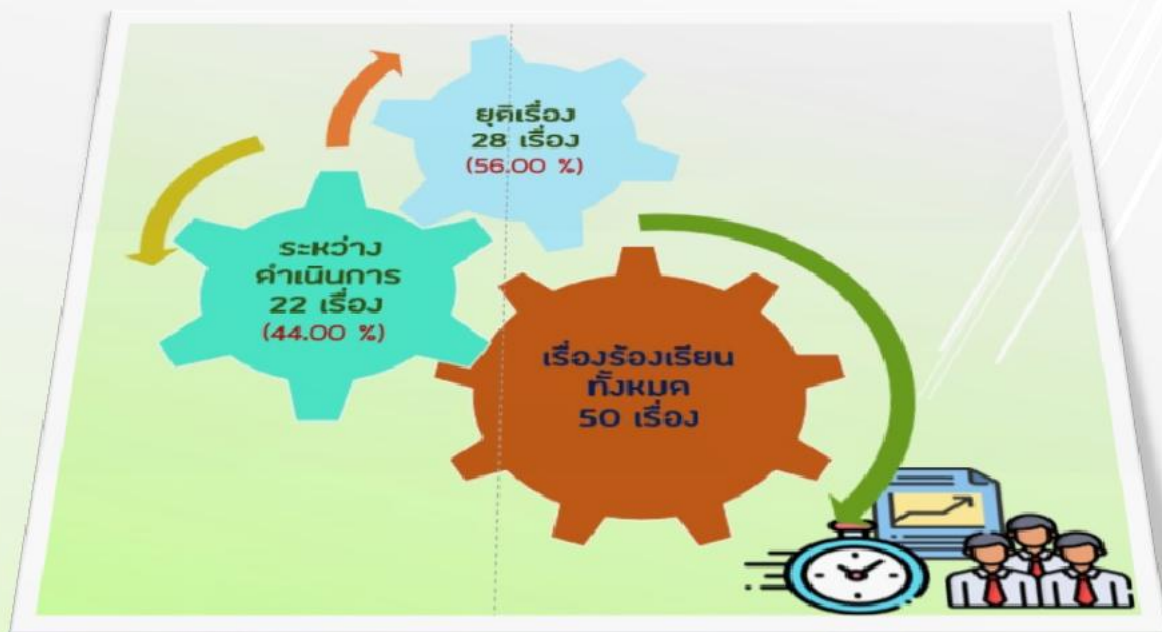 ยุติเรื่อง
28 เรื่อง
(56.00 %)
ระหว่าง
ดำเนินการ
22 เรื่อง
(44.00 %)
เรื่องร้องเรียน
ทั้งหมด
50 เรื่อง